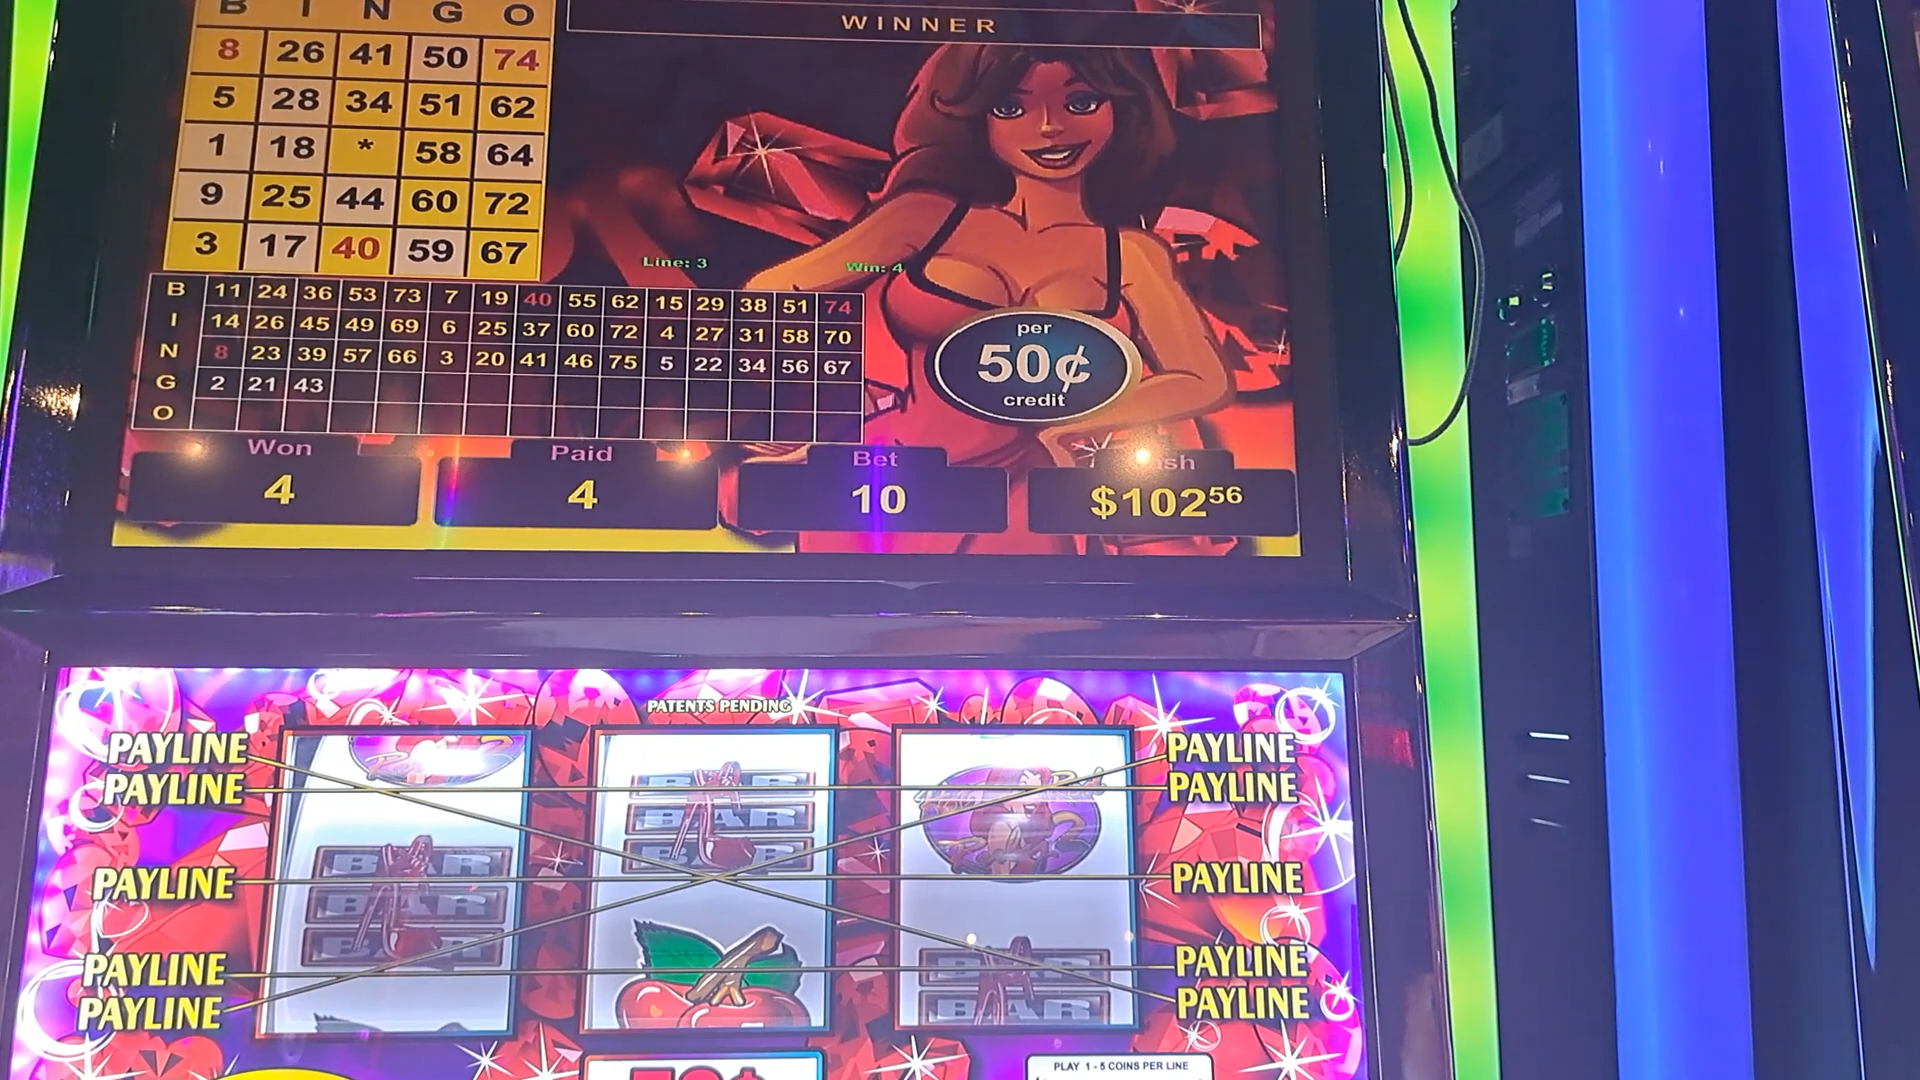 B I N G O
WINNER
8 26 41 50 74
5 28 34 51 62
1 18 * 58 64
9 25 44 60 72
3 17 40 59 67
Line: 3 Win: 4
B 11 24 36 53 73 7 19 40 55 62 15 29 38 51 74
I 14 26 45 49 69 6 25 37 60 72 4 27 31 58 70
N 8 23 39 57 66 3 20 41 46 75 5 22 34 56 67
G 2 21 43
O
per
50¢
credit
Won Paid Bet
4 4 10 $102⁵⁶
PATENTS PENDING
PAYLINE PAYLINE
PAYLINE PAYLINE
PAYLINE PAYLINE
PAYLINE PAYLINE
PAYLINE PAYLINE
BAR
BAR
BAR
BAR
BAR
BAR
BAR
BAR
PLAY 1 - 5 COINS PER LINE